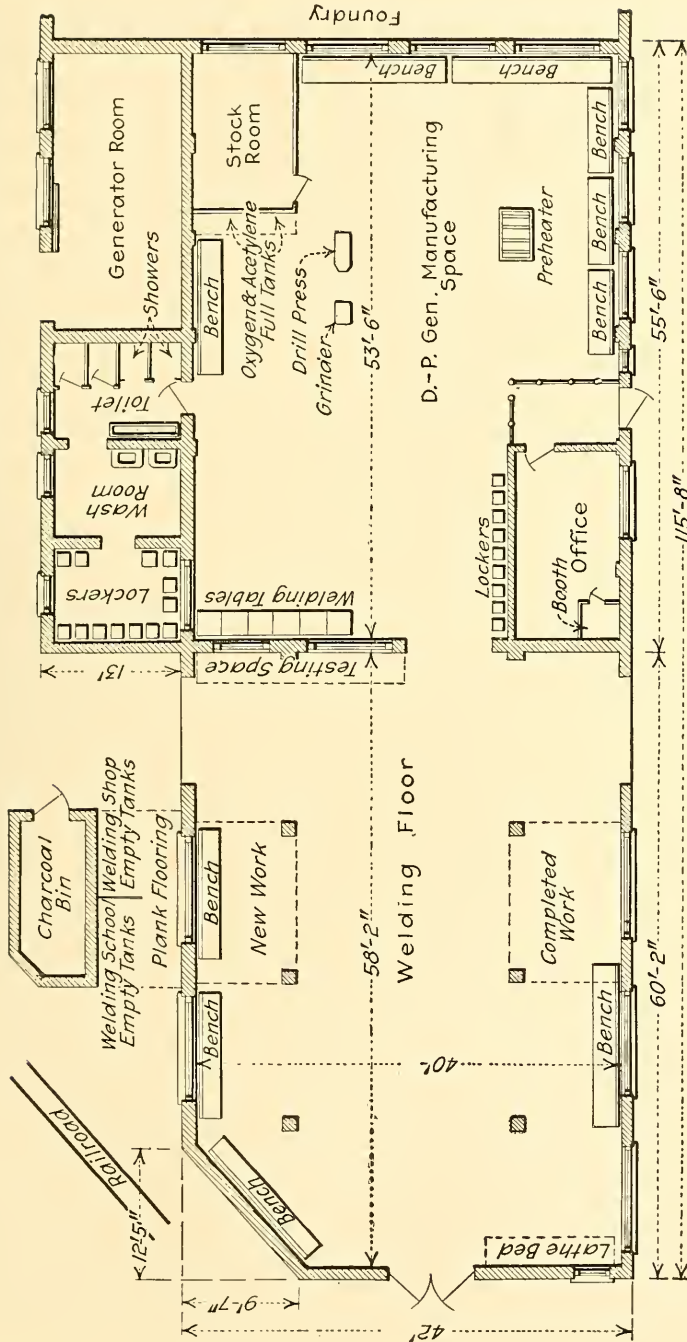 Foundry
Generator Room
Showers
Toilet
Wash
Room
Lockers
13'
Stock
Room
Oxygen & Acetylene
Full Tanks
Bench
Drill Press
Grinder
53'-6"
Bench
Bench
D.-P. Gen. Manufacturing
Space
Preheater
Bench
Bench
Bench
Welding Tables
Testing Space
Lockers
Booth
Office
55'-6"
115'-8"
Charcoal
Bin
Welding School
Empty Tanks
Welding Shop
Empty Tanks
Plank Flooring
Railroad
12'5"
9'-7"
42'
Bench
New Work
Bench
Bench
58'-2"
Welding Floor
40'-
Completed
Work
Bench
Lathe Bed
60'-2"